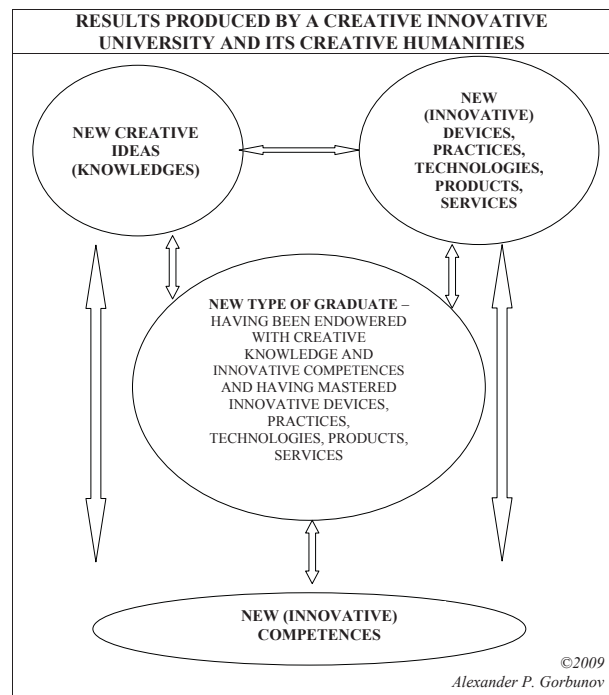 RESULTS PRODUCED BY A CREATIVE INNOVATIVE
UNIVERSITY AND ITS CREATIVE HUMANITIES
NEW CREATIVE
IDEAS
(KNOWLEDGES)
NEW
(INNOVATIVE)
DEVICES,
PRACTICES,
TECHNOLOGIES,
PRODUCTS,
SERVICES
NEW TYPE OF GRADUATE –
HAVING BEEN ENDOWERED
WITH CREATIVE
KNOWLEDGE AND
INNOVATIVE COMPETENCES
AND HAVING MASTERED
INNOVATIVE DEVICES,
PRACTICES,
TECHNOLOGIES, PRODUCTS,
SERVICES
NEW (INNOVATIVE)
COMPETENCES
©2009
Alexander P. Gorbunov